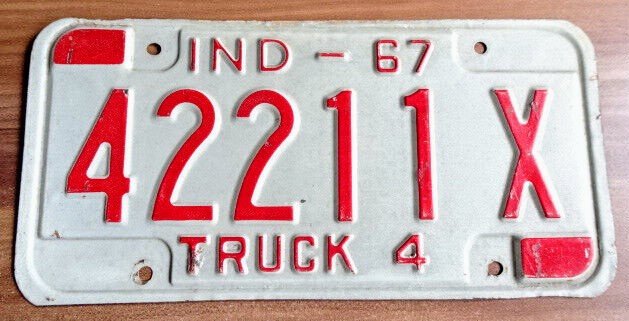 IND - 67
42211 X
TRUCK 4